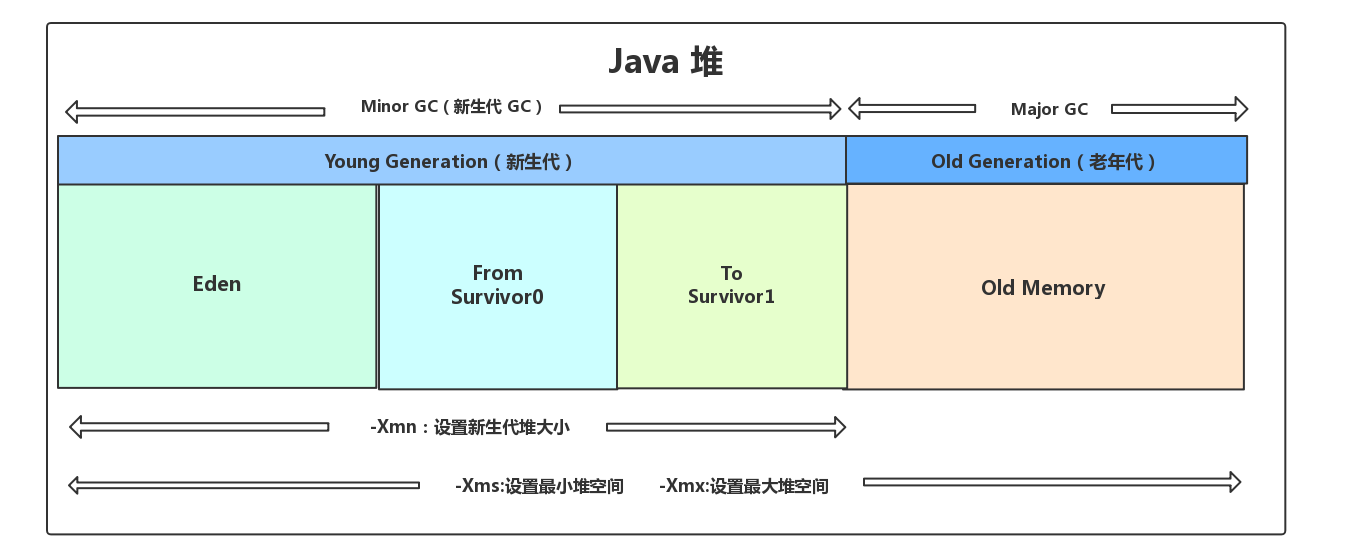 Java 堆
Minor GC（新生代 GC）
Major GC
Young Generation（新生代）
Old Generation（老年代）
Eden
From
Survivor0
To
Survivor1
Old Memory
-Xmn：设置新生代堆大小
-Xms:设置最小堆空间
-Xmx:设置最大堆空间